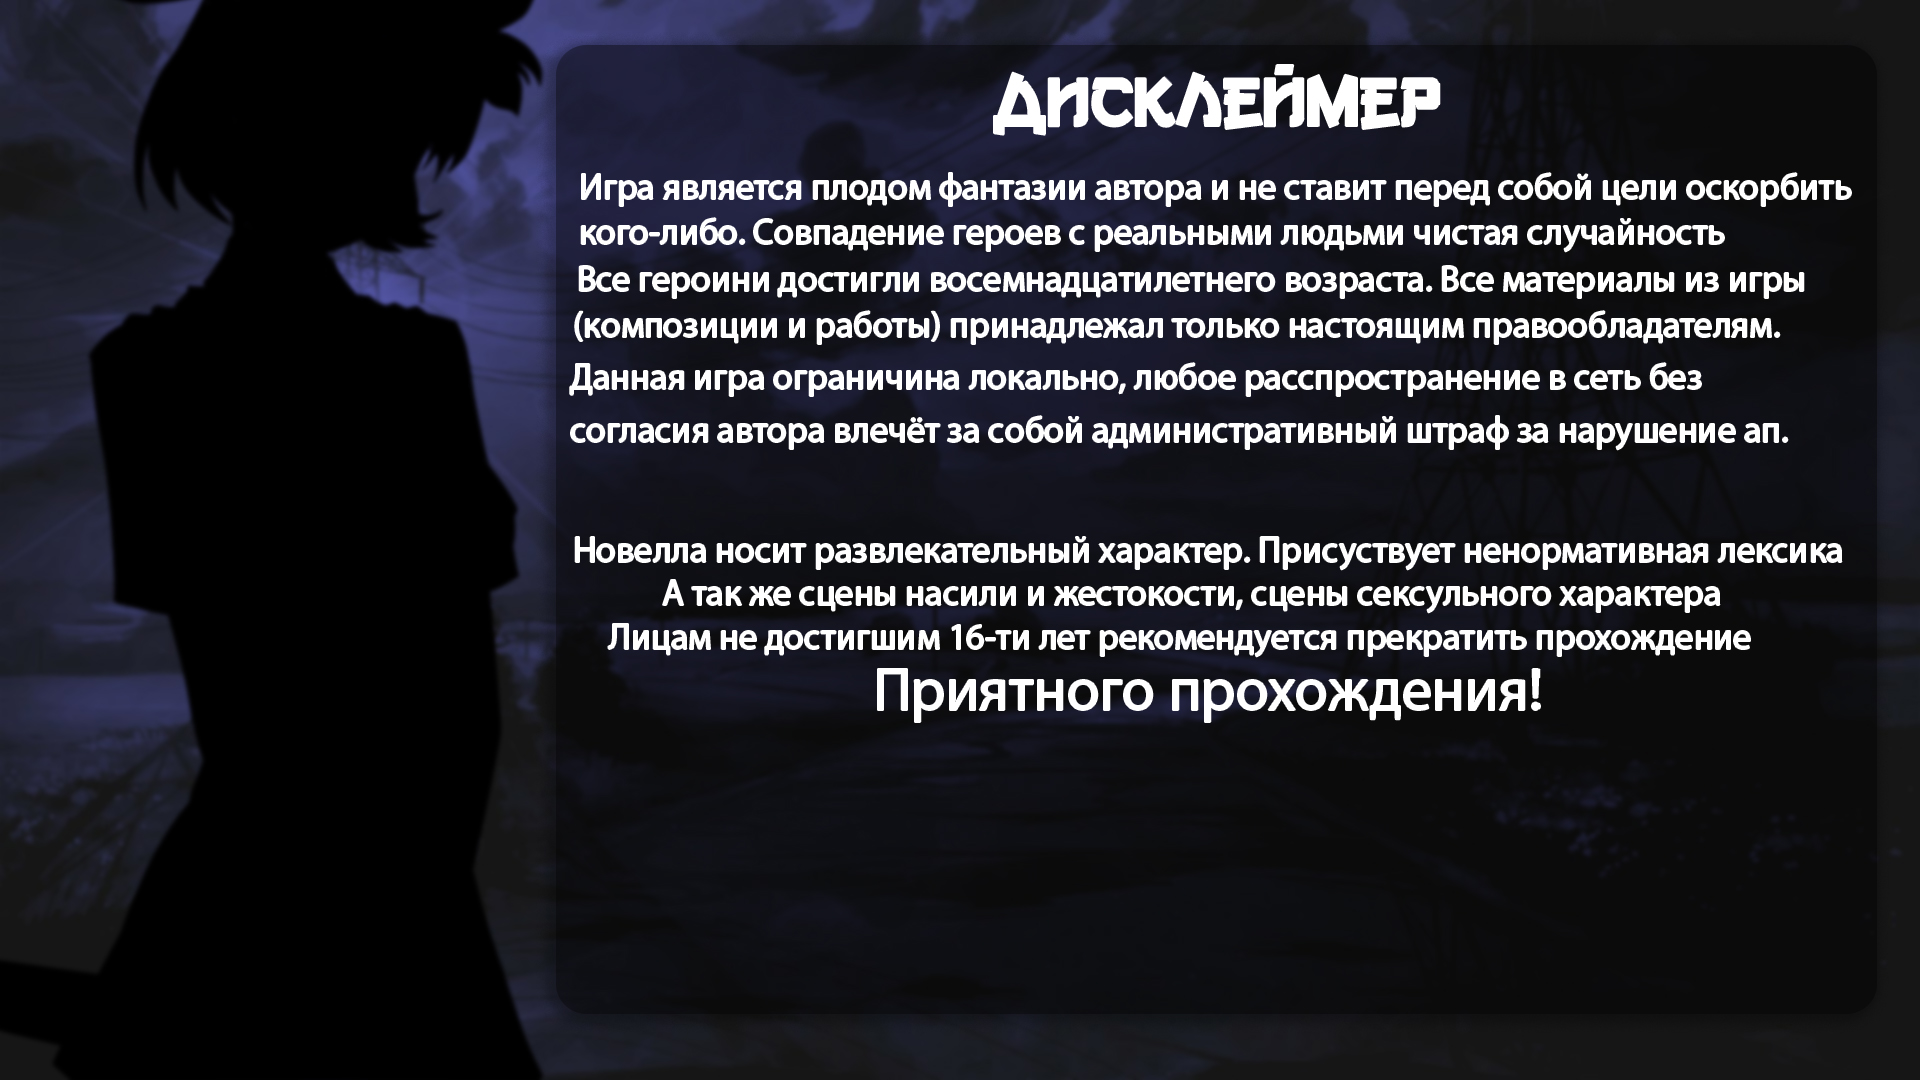 ДИСКЛЕЙМЕР
Игра является плодом фантазии автора и не ставит перед собой цели оскорбить
кого-либо. Совпадение героев с реальными людьми чистая случайность
Все героини достигли восемнадцатилетнего возраста. Все материалы из игры
(композиции и работы) принадлежал только настоящим правообладателям.
Данная игра ограничина локально, любое расспространение в сеть без
согласия автора влечёт за собой административный штраф за нарушение ап.
Новелла носит развлекательный характер. Присуствует ненормативная лексика
А так же сцены насили и жестокости, сцены сексульного характера
Лицам не достигшим 16-ти лет рекомендуется прекратить прохождение
Приятного прохождения!